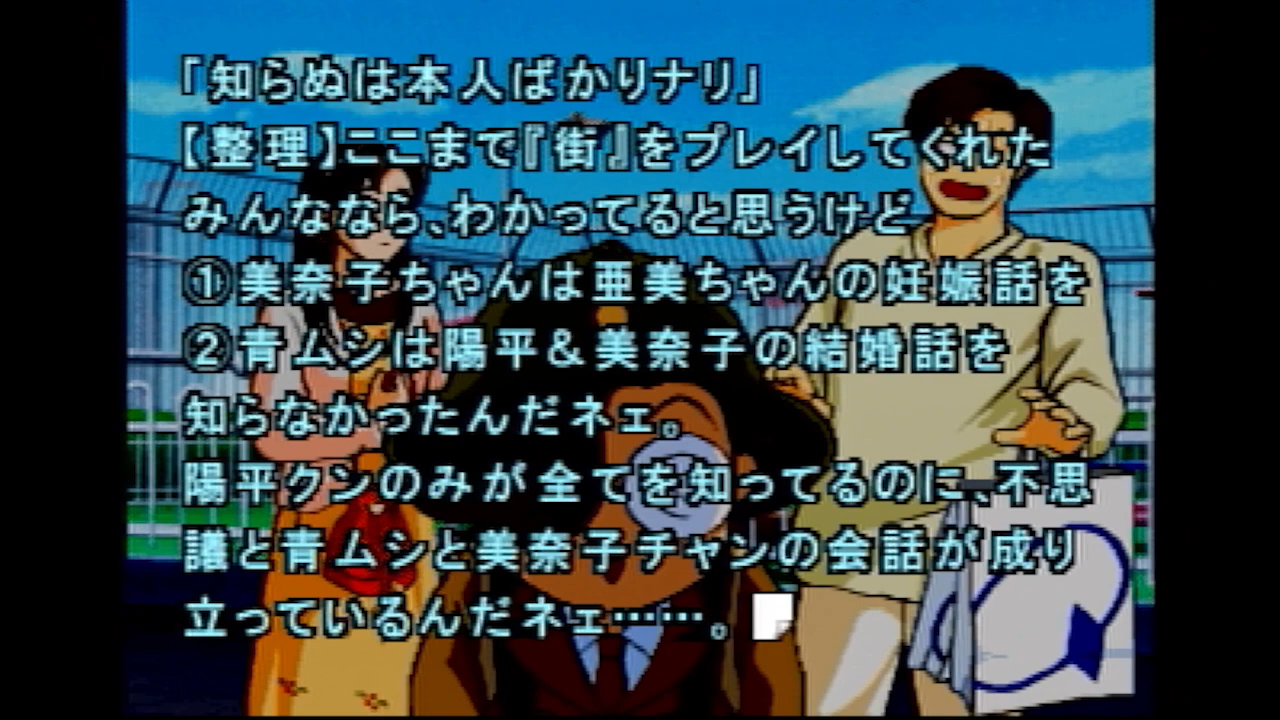 「知らぬは本人ばかりナリ」
【整理】ここまで『街』をプレイしてくれた
みんななら、わかってると思うけど
①美奈子ちゃんは亜美ちゃんの妊娠話を
②青ムシは陽平＆美奈子の結婚話を
知らなかったんだネェ。
陽平クンのみが全てを知ってるのに、不思
議と青ムシと美奈子チャンの会話が成り
立っているんだネェ……。